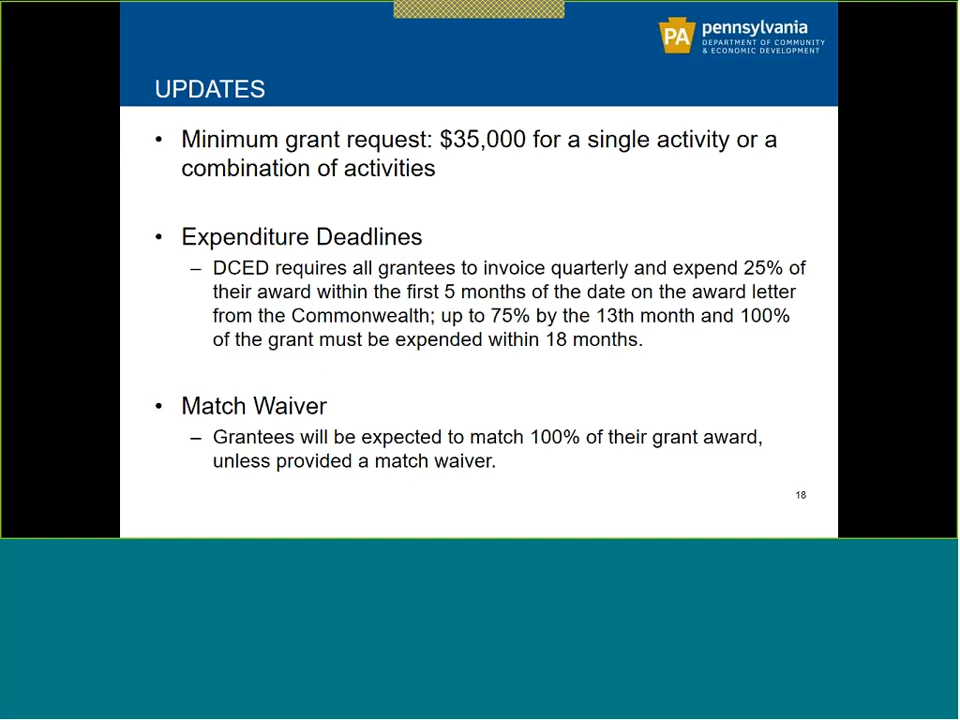 PA pennsylvania
DEPARTMENT OF COMMUNITY
& ECONOMIC DEVELOPMENT
UPDATES
• Minimum grant request: $35,000 for a single activity or a
combination of activities
• Expenditure Deadlines
– DCED requires all grantees to invoice quarterly and expend 25% of
their award within the first 5 months of the date on the award letter
from the Commonwealth; up to 75% by the 13th month and 100%
of the grant must be expended within 18 months.
• Match Waiver
– Grantees will be expected to match 100% of their grant award,
unless provided a match waiver.
18